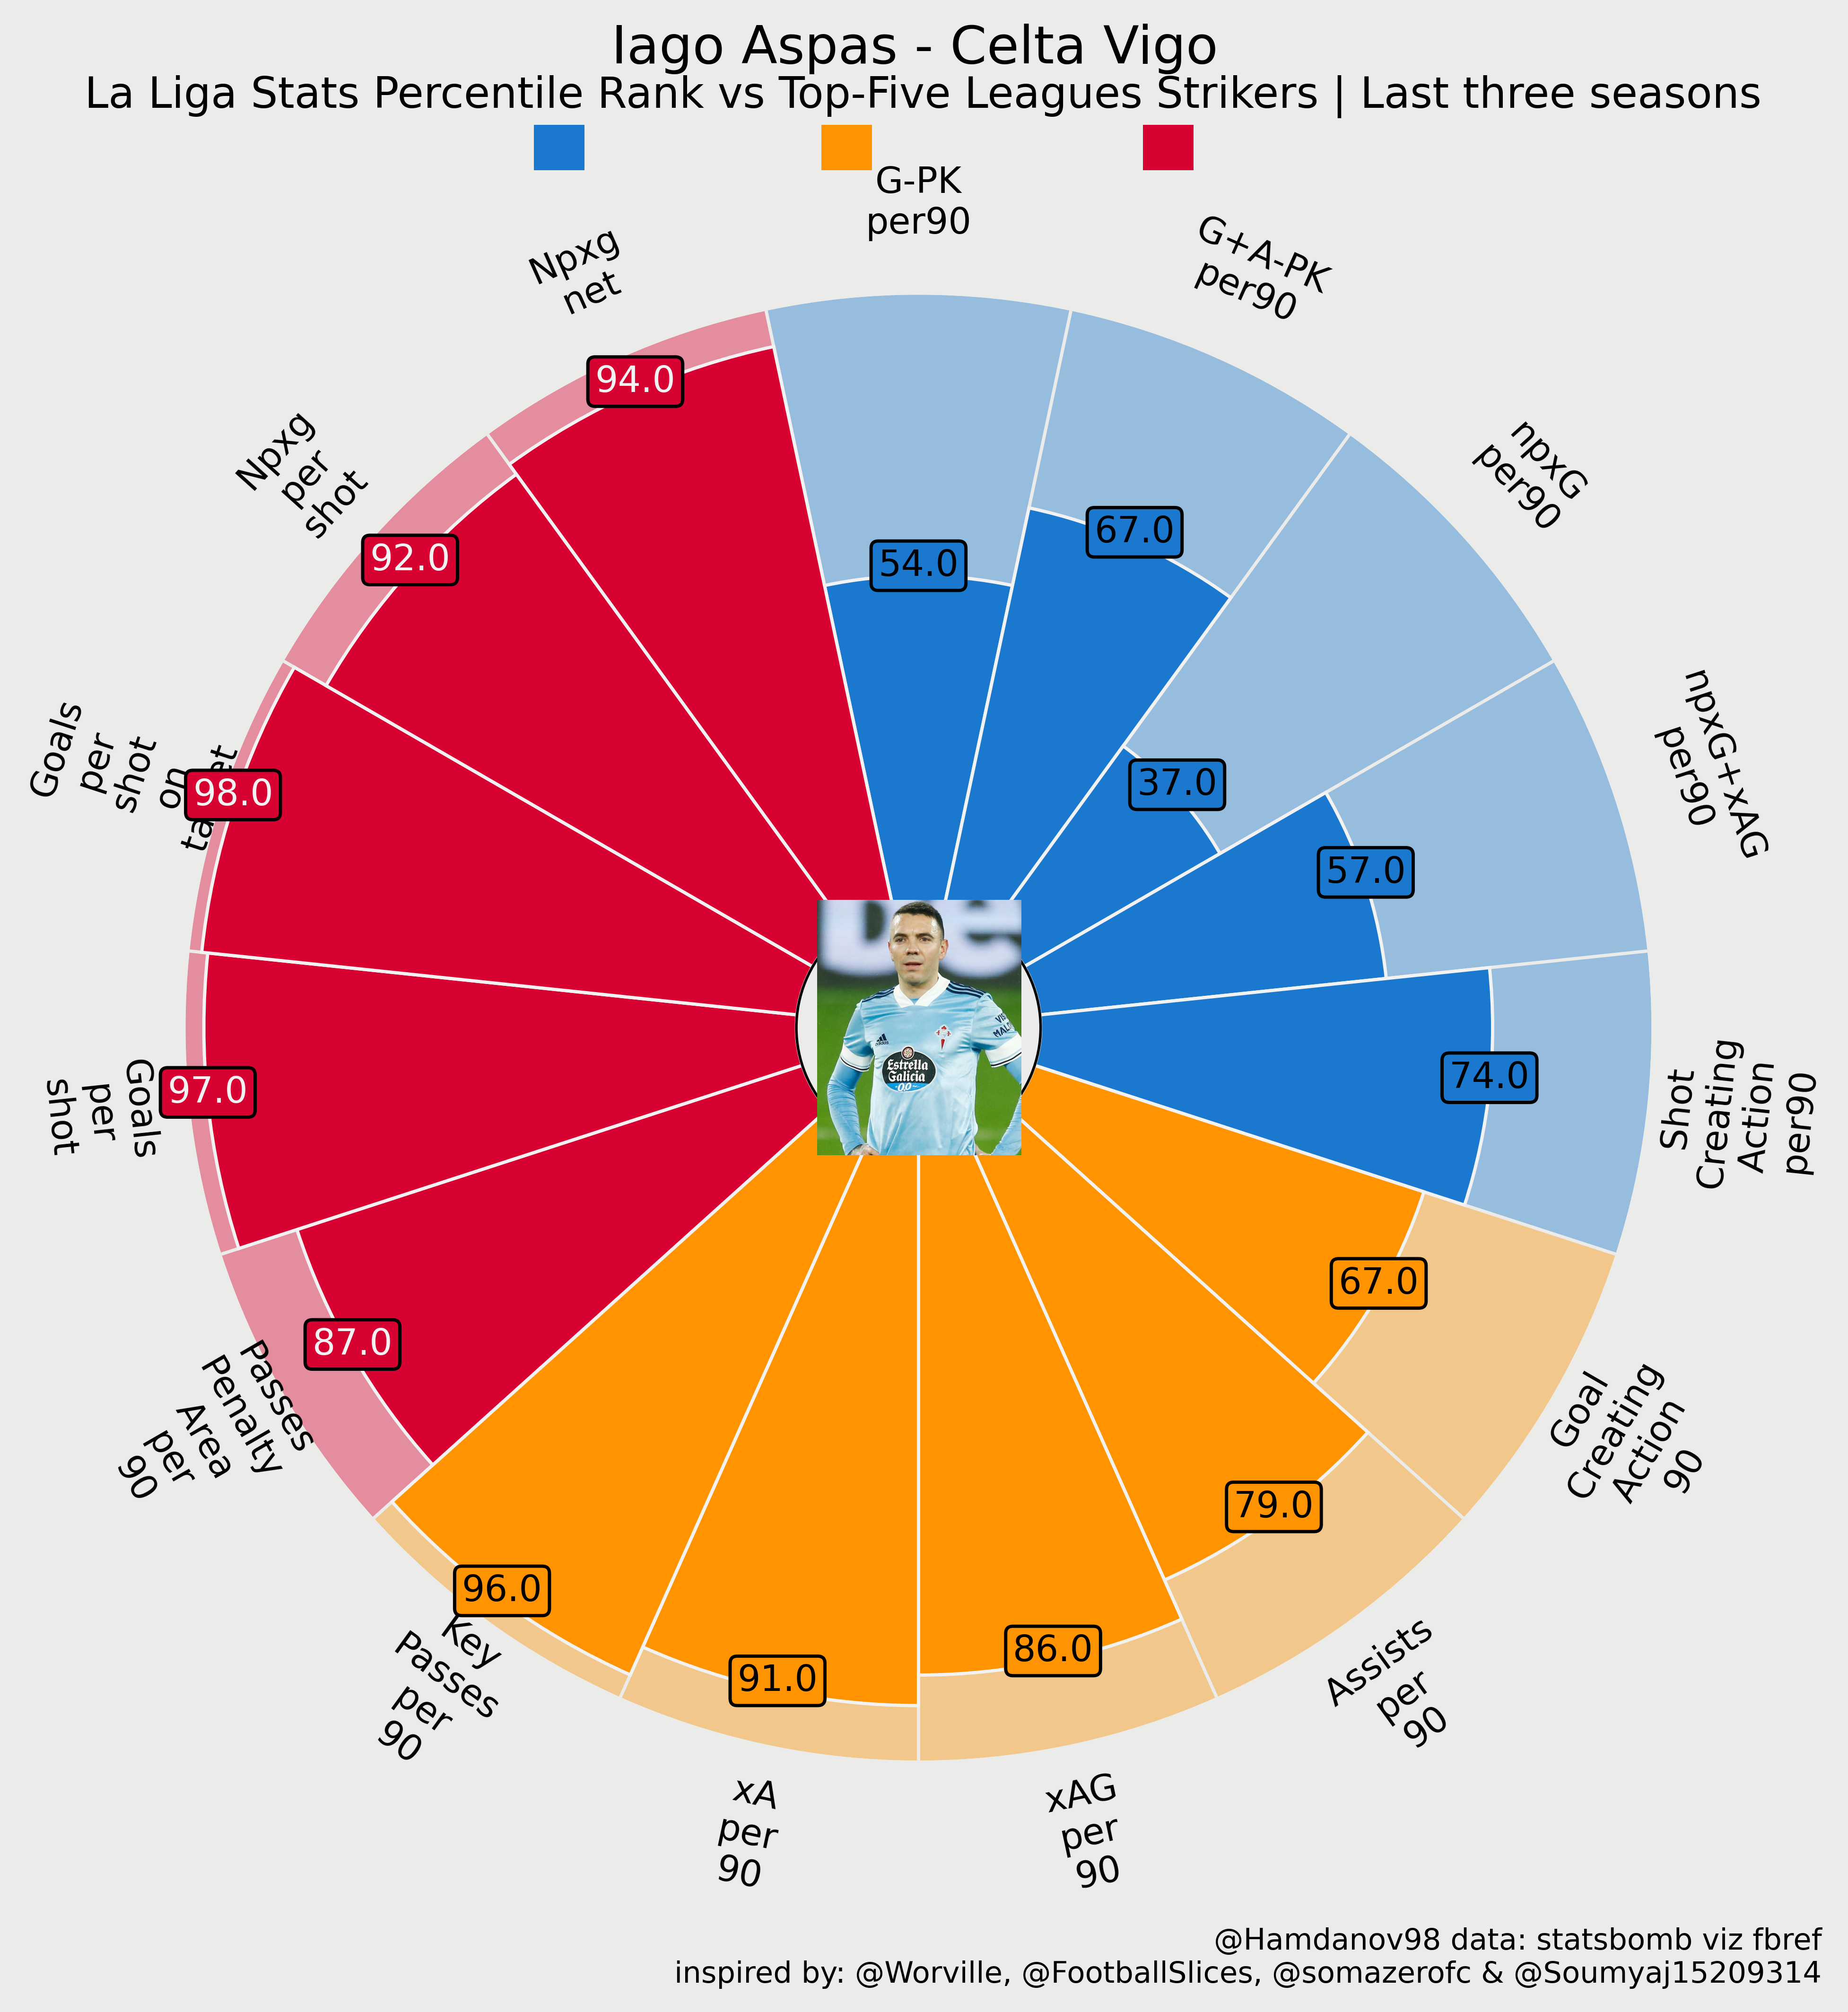 Iago Aspas - Celta Vigo
La Liga Stats Percentile Rank vs Top-Five Leagues Strikers | Last three seasons
G-PK
per90
G+A-PK
per90
npxG
per90
npxG+xAG
per90
Shot
Creating
Action
per90
Goal
Creating
Action
90
Assists
per
90
xAG
per
90
xA
per
90
Key
Passes
per
90
Passes
Penalty
Area
per
90
Goals
per
shot
Goals
per
shot
on
Npxg
per
shot
Npxg
net
54.0
67.0
37.0
57.0
74.0
67.0
79.0
86.0
91.0
96.0
87.0
97.0
98.0
92.0
94.0
Estrella
Galicia
00
@Hamdanov98 data: statsbomb viz fbref
inspired by: @Worville, @FootballSlices, @somazerofc & @Soumyaj15209314